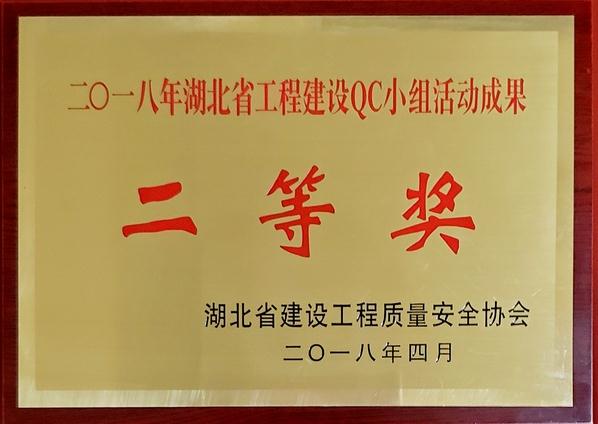 二〇一八年湖北省工程建设QC小组活动成果
二等奖
湖北省建设工程质量安全协会
二〇一八年四月